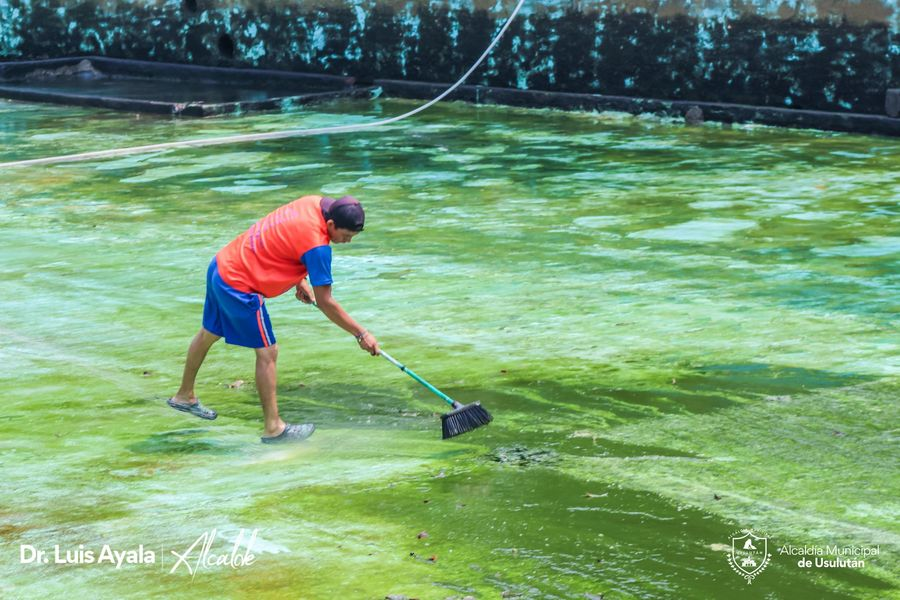 Dr. Luis Ayala
Alcalde
Alcaldía Municipal
de Usulután